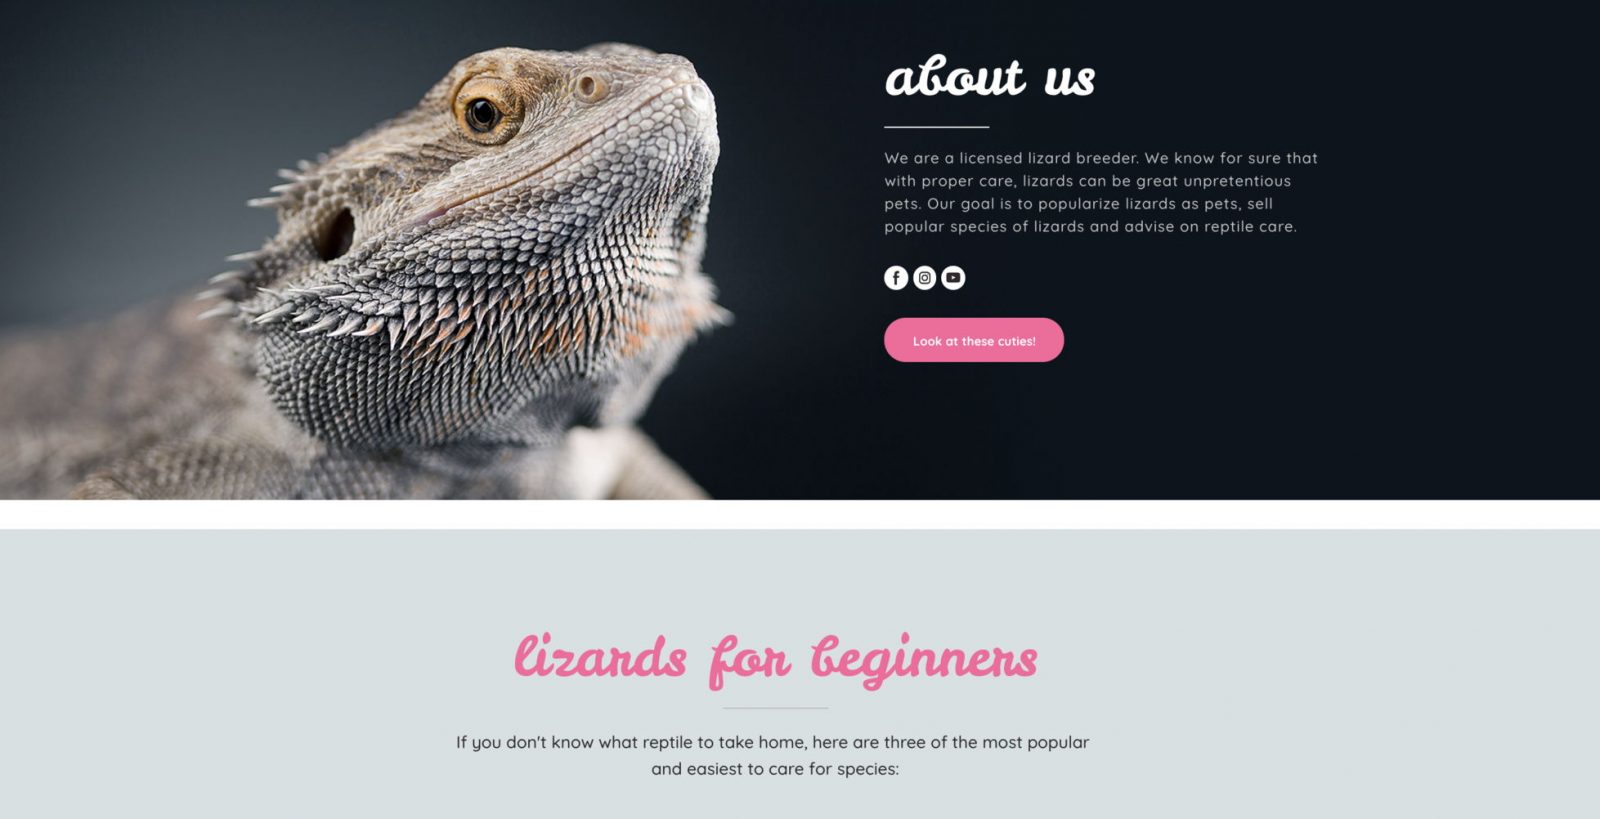 about us
We are a licensed lizard breeder. We know for sure that
with proper care, lizards can be great unpretentious
pets. Our goal is to popularize lizards as pets, sell
popular species of lizards and advise on reptile care.
Look at these cuties!
lizards for beginners
If you don't know what reptile to take home, here are three of the most popular
and easiest to care for species: